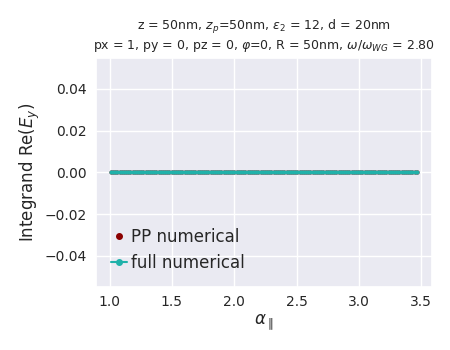 z = 50nm, z_p=50nm, ε_2 = 12, d = 20nm
px = 1, py = 0, pz = 0, φ=0, R = 50nm, ω/ω_WG = 2.80
Integrand Re(E_y)
0.04
0.02
0.00
−0.02
−0.04
PP numerical
full numerical
1.0 1.5 2.0 2.5 3.0 3.5
α_∥